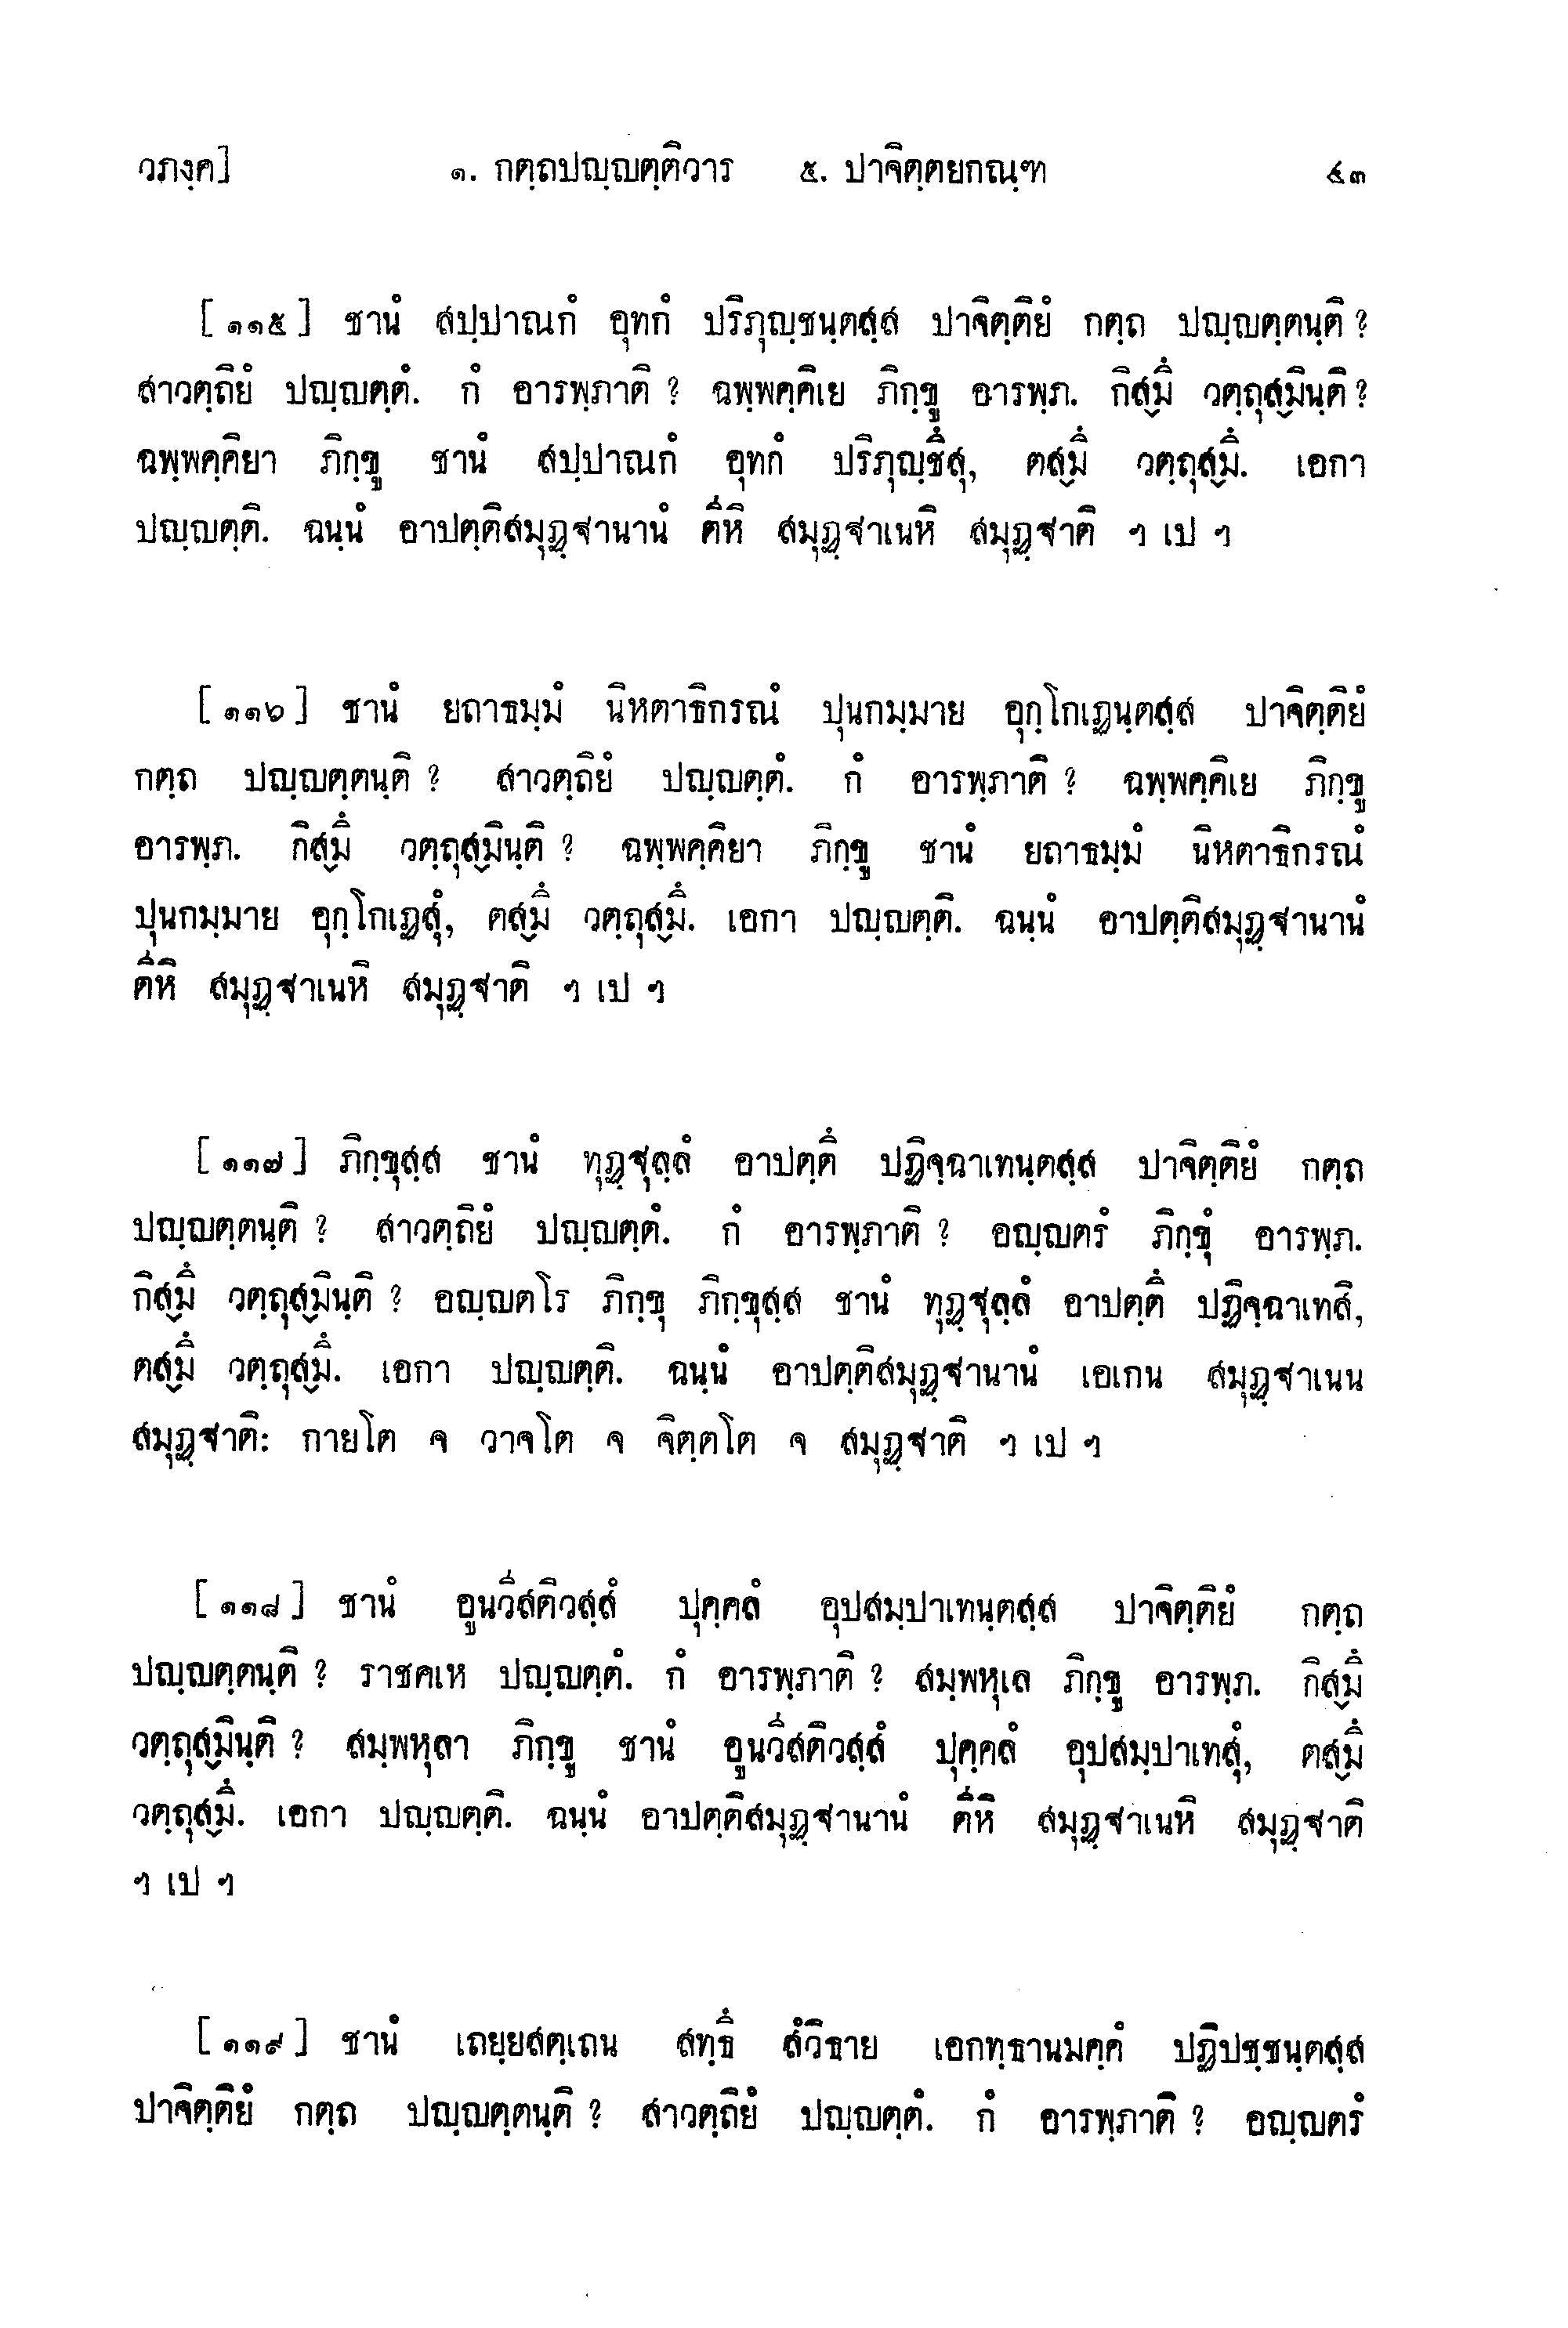 วภงฺค]	๑. กตฺถปญฺญตฺติวาร ๕. ปาจิตฺตยกณฺฑ	๔๓
[๑๑๕] ชานํ สปฺปาณกํ อุทกํ ปริภุญฺชนฺตสฺส ปาจิตฺติยํ กตฺถ ปญฺญตฺตนฺติ ?
สาวตฺถิยํ ปญฺญตฺตํ. กํ อารพฺภาติ ? ฉพฺพคฺคิเย ภิกฺขู อารพฺภ. กิสฺมิํ วตฺถุสฺมินฺติ ?
ฉพฺพคฺคิยา ภิกฺขู ชานํ สปฺปาณกํ อุทกํ ปริภุญฺชิํสุ, ตสฺมิํ วตฺถุสฺมิํ. เอกา
ปญฺญตฺติ. ฉนฺนํ อาปตฺติสมุฏฺฐานานํ ตีหิ สมุฏฺฐาเนหิ สมุฏฺฐาติ ฯ เป ฯ
[๑๑๖] ชานํ ยถาธมฺมํ นิหตาธิกรณํ ปุนกมฺมาย อุกฺโกเฏนฺตสฺส ปาจิตฺติยํ
กตฺถ ปญฺญตฺตนฺติ ? สาวตฺถิยํ ปญฺญตฺตํ. กํ อารพฺภาติ ? ฉพฺพคฺคิเย ภิกฺขู
อารพฺภ. กิสฺมิํ วตฺถุสฺมินฺติ ? ฉพฺพคฺคิยา ภิกฺขู ชานํ ยถาธมฺมํ นิหตาธิกรณํ
ปุนกมฺมาย อุกฺโกเฏสุํ, ตสฺมิํ วตฺถุสฺมิํ. เอกา ปญฺญตฺติ. ฉนฺนํ อาปตฺติสมุฏฺฐานานํ
ตีหิ สมุฏฺฐาเนหิ สมุฏฺฐาติ ฯ เป ฯ
[๑๑๗] ภิกฺขุสฺส ชานํ ทุฏฺฐุลฺลํ อาปตฺติํ ปฏิจฺฉาเทนฺตสฺส ปาจิตฺติยํ กตฺถ
ปญฺญตฺตนฺติ ? สาวตฺถิยํ ปญฺญตฺตํ. กํ อารพฺภาติ ? อญฺญตรํ ภิกฺขุํ อารพฺภ.
กิสฺมิํ วตฺถุสฺมินฺติ ? อญฺญตโร ภิกฺขุ ภิกฺขุสฺส ชานํ ทุฏฺฐุลฺลํ อาปตฺติํ ปฏิจฺฉาเทสิ,
ตสฺมิํ วตฺถุสฺมิํ. เอกา ปญฺญตฺติ. ฉนฺนํ อาปตฺติสมุฏฺฐานานํ เอเกน สมุฏฺฐาเนน
สมุฏฺฐาติ: กายโต จ วาจโต จ จิตฺตโต จ สมุฏฺฐาติ ฯ เป ฯ
[๑๑๘] ชานํ อูนวีสติวสฺสํ ปุคฺคลํ อุปสมฺปาเทนฺตสฺส ปาจิตฺติยํ กตฺถ
ปญฺญตฺตนฺติ ? ราชคเห ปญฺญตฺตํ. กํ อารพฺภาติ ? สมฺพหุเล ภิกฺขู อารพฺภ. กิสฺมิํ
วตฺถุสฺมินฺติ ? สมฺพหุลา ภิกฺขู ชานํ อูนวีสติวสฺสํ ปุคฺคลํ อุปสมฺปาเทสุํ, ตสฺมิํ
วตฺถุสฺมิํ. เอกา ปญฺญตฺติ. ฉนฺนํ อาปตฺติสมุฏฺฐานานํ ตีหิ สมุฏฺฐาเนหิ สมุฏฺฐาติ
ฯ เป ฯ
[๑๑๙] ชานํ เถยฺยสตฺเถน สทฺธิํ สํวิธาย เอกทฺธานมคฺคํ ปฏิปชฺชนฺตสฺส
ปาจิตฺติยํ กตฺถ ปญฺญตฺตนฺติ ? สาวตฺถิยํ ปญฺญตฺตํ. กํ อารพฺภาติ ? อญฺญตรํ